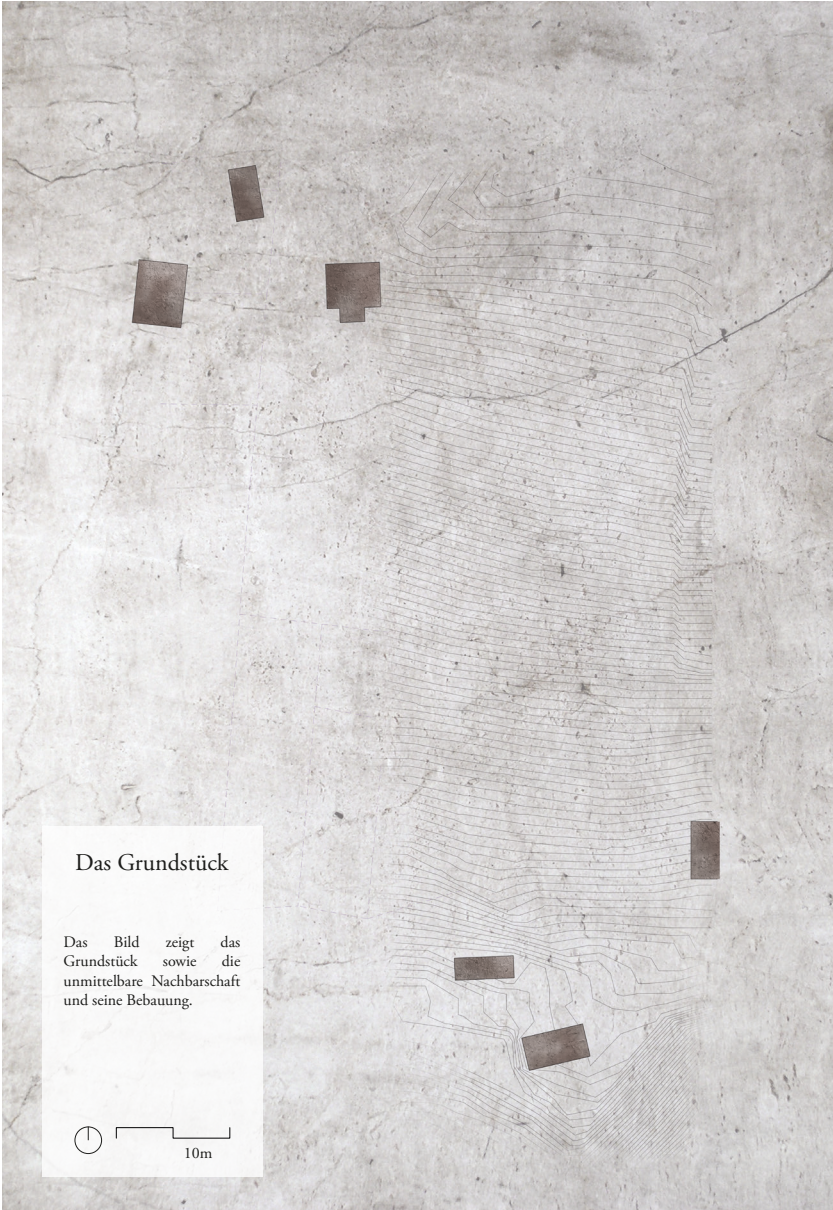 Das Grundstück
Das Bild zeigt das
Grundstück sowie die
unmittelbare Nachbarschaft
und seine Bebauung.
10m